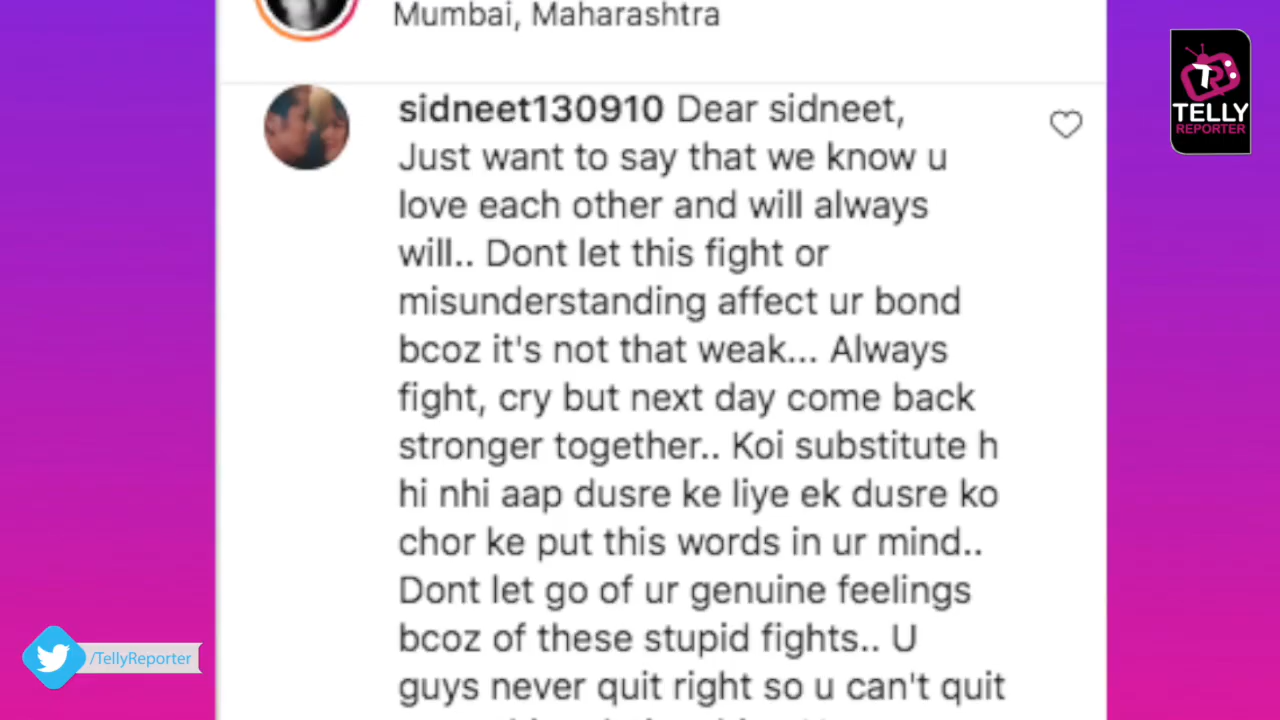 Mumbai, Maharashtra
sidneet130910 Dear sidneet,
Just want to say that we know u
love each other and will always
will.. Dont let this fight or
misunderstanding affect ur bond
bcoz it's not that weak... Always
fight, cry but next day come back
stronger together.. Koi substitute h
hi nhi aap dusre ke liye ek dusre ko
chor ke put this words in ur mind..
Dont let go of ur genuine feelings
bcoz of these stupid fights.. U
guys never quit right so u can't quit
TR
TELLY
REPORTER
/TellyReporter